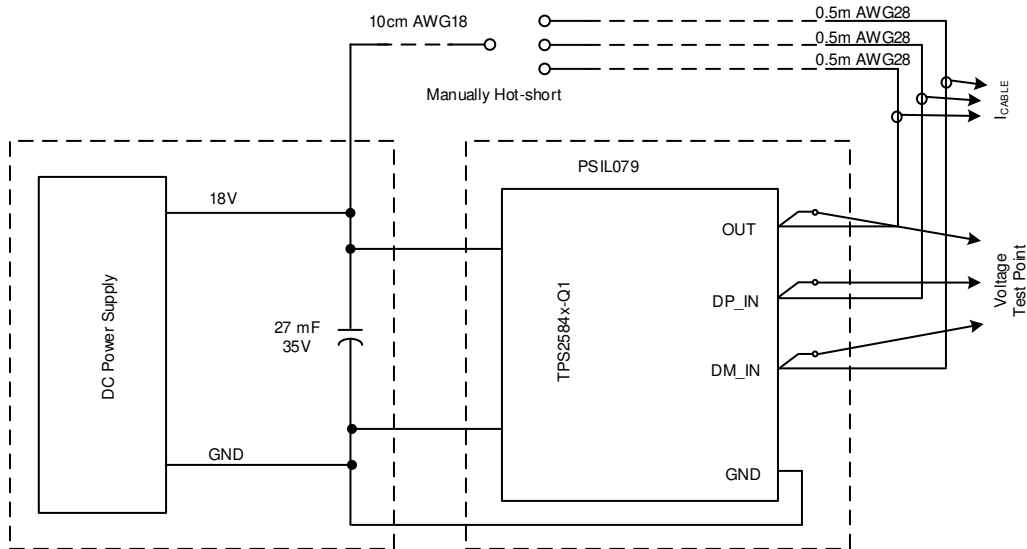 10cm AWG18
0.5m AWG28
0.5m AWG28
0.5m AWG28
Manually Hot-short
ICABLE
PSIL079
18V
DC Power Supply
27 mF
35V
GND
TPS2584x-Q1
OUT
DP_IN
DM_IN
GND
Voltage
Test Point